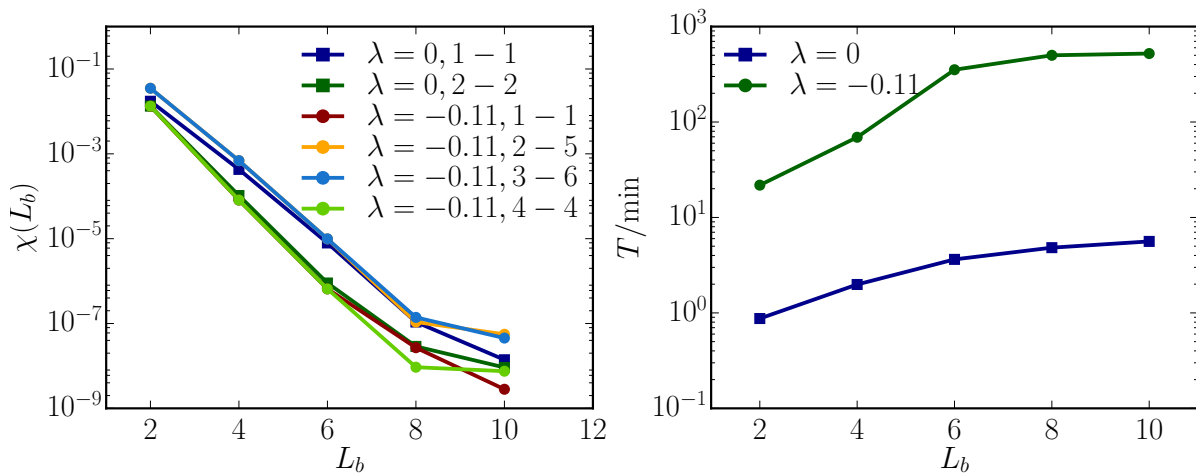 χ(L_b)
10^{-1}
10^{-3}
10^{-5}
10^{-7}
10^{-9}
λ = 0, 1 − 1
λ = 0, 2 − 2
λ = −0.11, 1 − 1
λ = −0.11, 2 − 5
λ = −0.11, 3 − 6
λ = −0.11, 4 − 4
2 4 6 8 10 12
L_b
T/min
10^3
10^2
10^1
10^0
10^{-1}
λ = 0
λ = −0.11
2 4 6 8 10
L_b